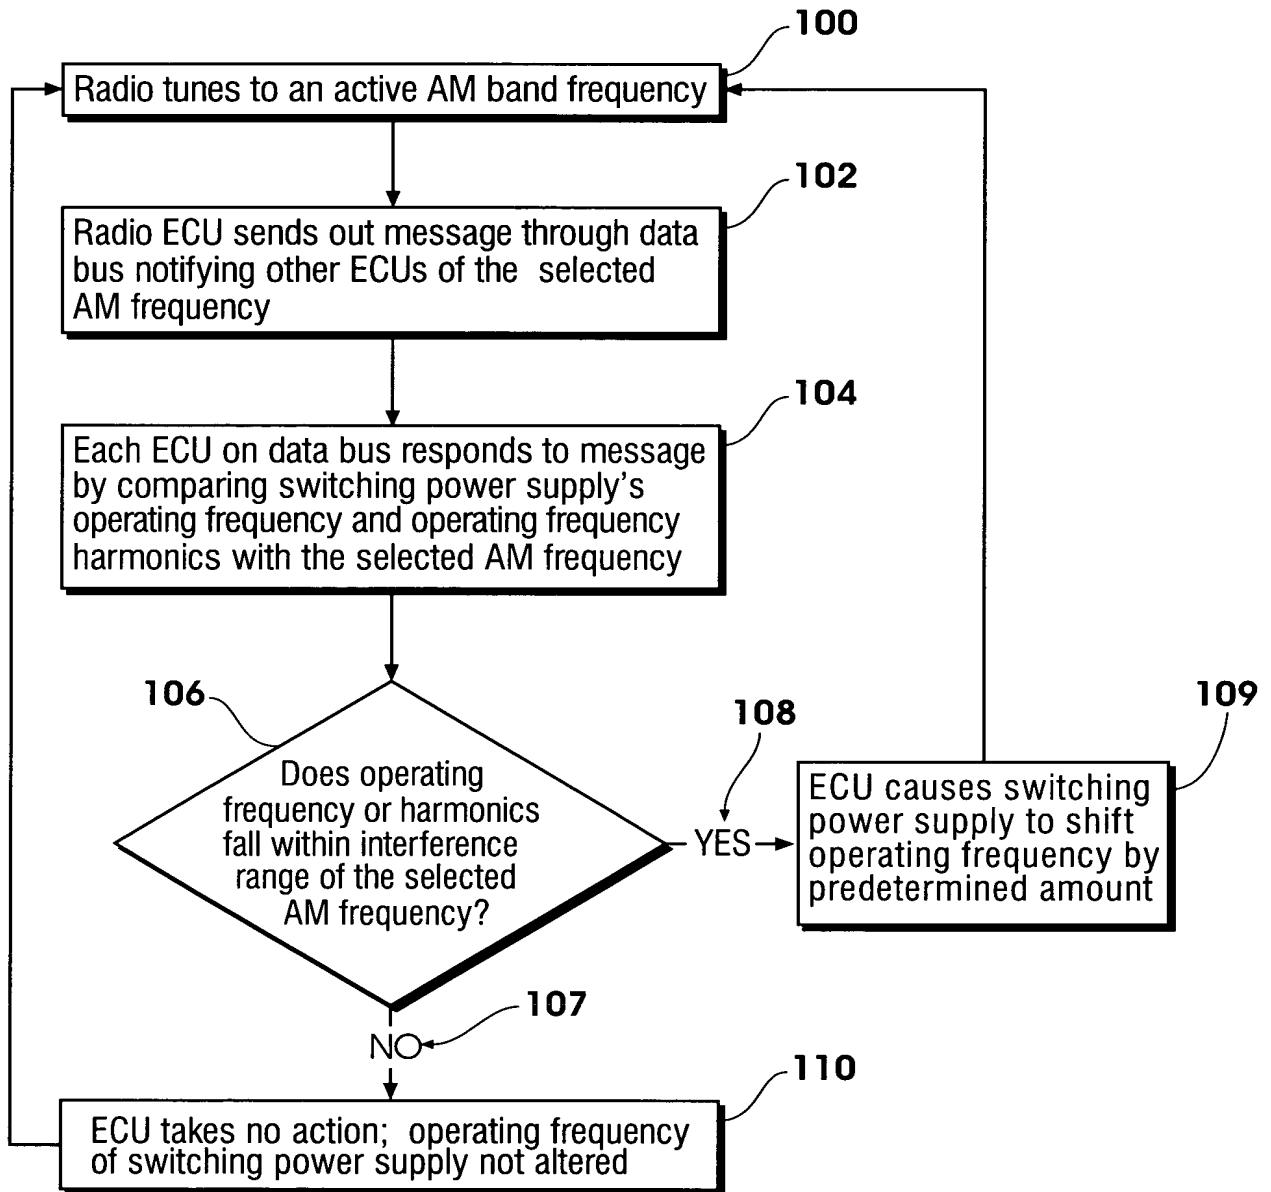 100
Radio tunes to an active AM band frequency
102
Radio ECU sends out message through data
bus notifying other ECUs of the selected
AM frequency
104
Each ECU on data bus responds to message
by comparing switching power supply's
operating frequency and operating frequency
harmonics with the selected AM frequency
106
Does operating
frequency or harmonics
fall within interference
range of the selected
AM frequency?
108
YES
109
ECU causes switching
power supply to shift
operating frequency by
predetermined amount
107
NO
110
ECU takes no action; operating frequency
of switching power supply not altered